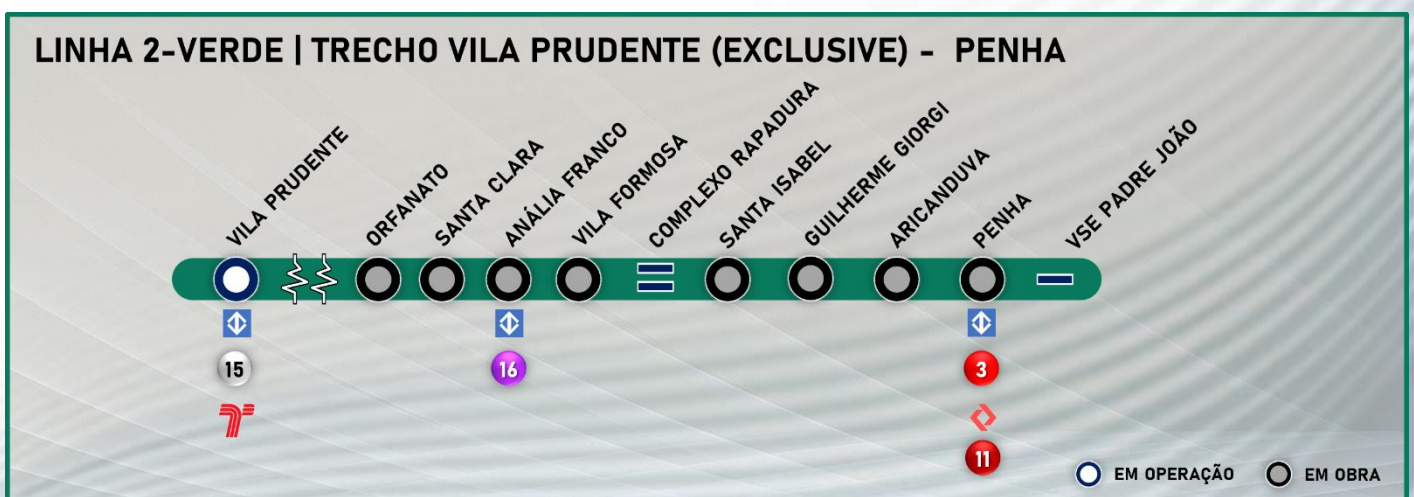 LINHA 2-VERDE | TRECHO VILA PRUDENTE (EXCLUSIVE) - PENHA
VILA PRUDENTE
ORFANATO
SANTA CLARA
ANÁLIA FRANCO
VILA FORMOSA
COMPLEXO RAPADURA
SANTA ISABEL
GUILHERME GIORGI
ARICANDUVA
PENHA
VSE PADRE JOÃO
15
16
3
11
EM OPERAÇÃO
EM OBRA